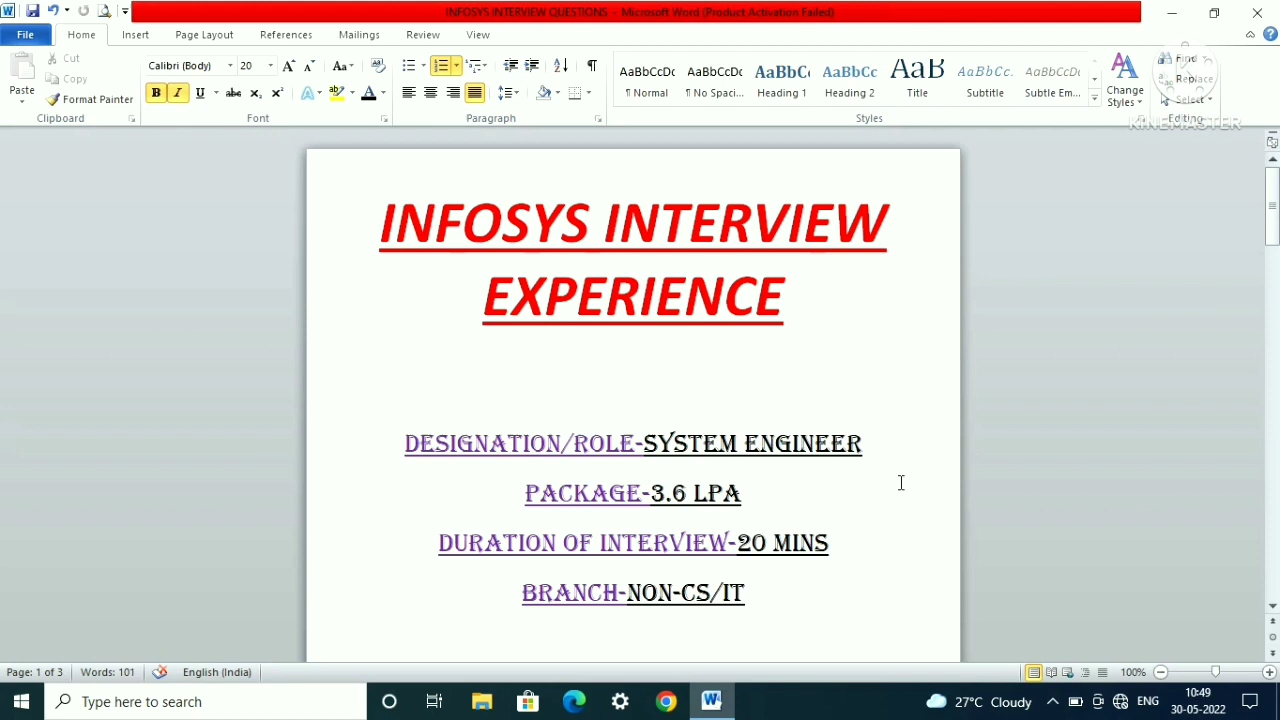 INFOSYS INTERVIEW QUESTIONS - Microsoft Word (Product Activation Failed)
File Home Insert Page Layout References Mailings Review View
Cut
Copy
Format Painter
Paste
Clipboard
Calibri (Body) 20
Font
Paragraph
AaBbCcDc AaBbCcDc AaBbCc AaBbCc AaB AaBbCc. AaBbCcDc
¶ Normal ¶ No Spaci... Heading 1 Heading 2 Title Subtitle Subtle Em...
Change Styles
Styles
Find
Replace
Select
Editing
KINEMASTER
INFOSYS INTERVIEW
EXPERIENCE
DESIGNATION/ROLE-SYSTEM ENGINEER
PACKAGE-3.6 LPA
DURATION OF INTERVIEW-20 MINS
BRANCH-NON-CS/IT
Page: 1 of 3 Words: 101 English (India) 100%
Type here to search
27°C Cloudy ENG 10:49
30-05-2022